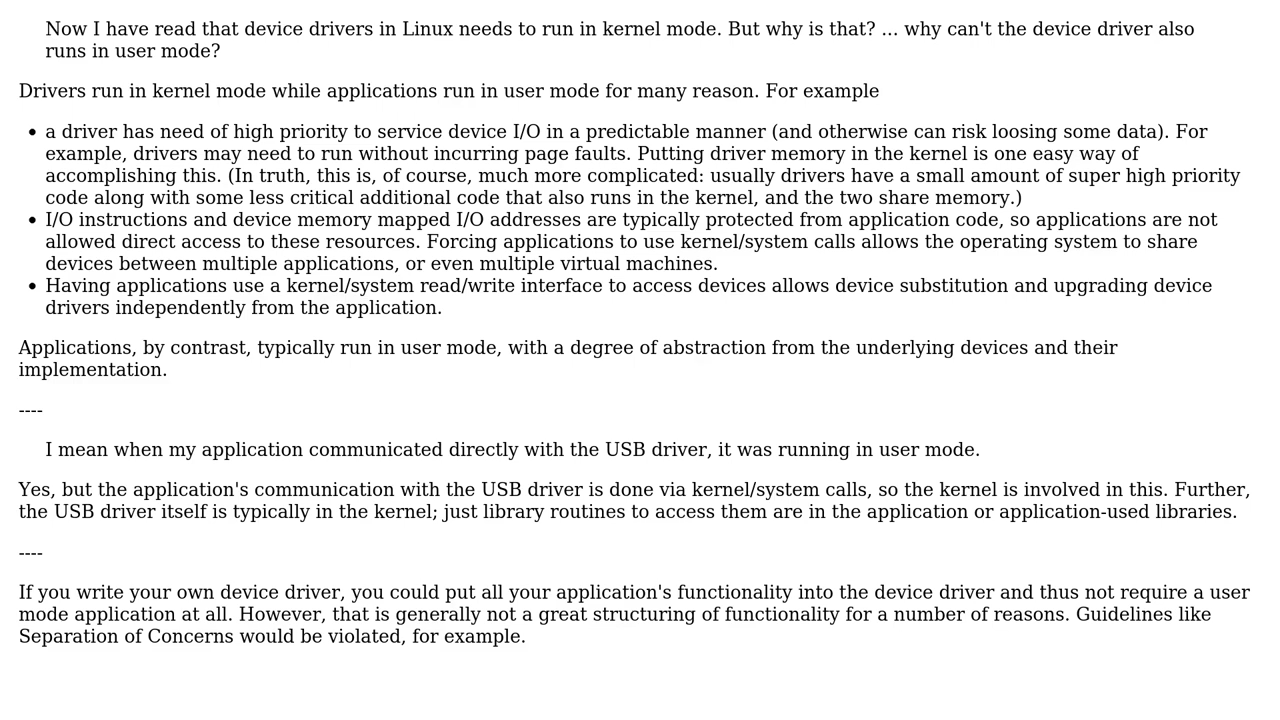 Now I have read that device drivers in Linux needs to run in kernel mode. But why is that? ... why can't the device driver also
runs in user mode?
Drivers run in kernel mode while applications run in user mode for many reason. For example
• a driver has need of high priority to service device I/O in a predictable manner (and otherwise can risk loosing some data). For
example, drivers may need to run without incurring page faults. Putting driver memory in the kernel is one easy way of
accomplishing this. (In truth, this is, of course, much more complicated: usually drivers have a small amount of super high priority
code along with some less critical additional code that also runs in the kernel, and the two share memory.)
• I/O instructions and device memory mapped I/O addresses are typically protected from application code, so applications are not
allowed direct access to these resources. Forcing applications to use kernel/system calls allows the operating system to share
devices between multiple applications, or even multiple virtual machines.
• Having applications use a kernel/system read/write interface to access devices allows device substitution and upgrading device
drivers independently from the application.
Applications, by contrast, typically run in user mode, with a degree of abstraction from the underlying devices and their
implementation.
----
I mean when my application communicated directly with the USB driver, it was running in user mode.
Yes, but the application's communication with the USB driver is done via kernel/system calls, so the kernel is involved in this. Further,
the USB driver itself is typically in the kernel; just library routines to access them are in the application or application-used libraries.
----
If you write your own device driver, you could put all your application's functionality into the device driver and thus not require a user
mode application at all. However, that is generally not a great structuring of functionality for a number of reasons. Guidelines like
Separation of Concerns would be violated, for example.